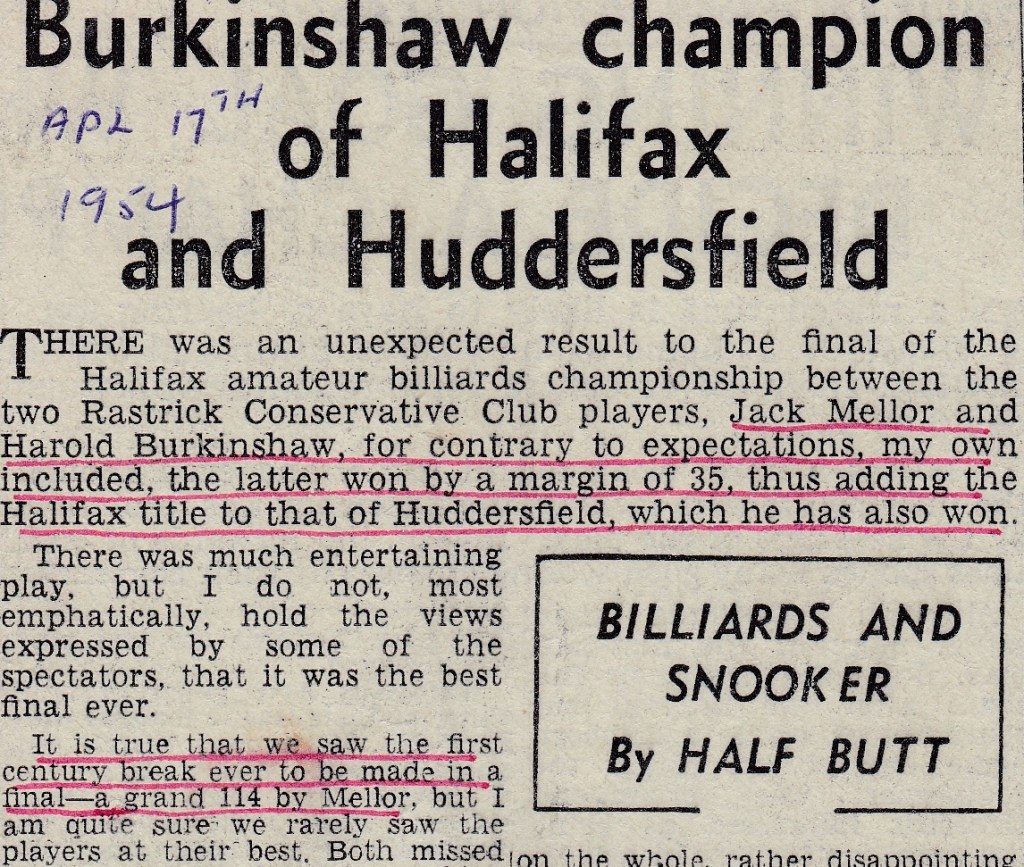 Burkinshaw champion
of Halifax
and Huddersfield
APL 17TH
1954
THERE was an unexpected result to the final of the
Halifax amateur billiards championship between the
two Rastrick Conservative Club players, Jack Mellor and
Harold Burkinshaw, for contrary to expectations, my own
included, the latter won by a margin of 35, thus adding the
Halifax title to that of Huddersfield, which he has also won.
There was much entertaining
play, but I do not, most
emphatically, hold the views
expressed by some of the
spectators, that it was the best
final ever.
It is true that we saw the first
century break ever to be made in a
final—a grand 114 by Mellor, but I
am quite sure we rarely saw the
players at their best. Both missed
BILLIARDS AND
SNOOKER
By HALF BUTT
on the whole, rather disappointing